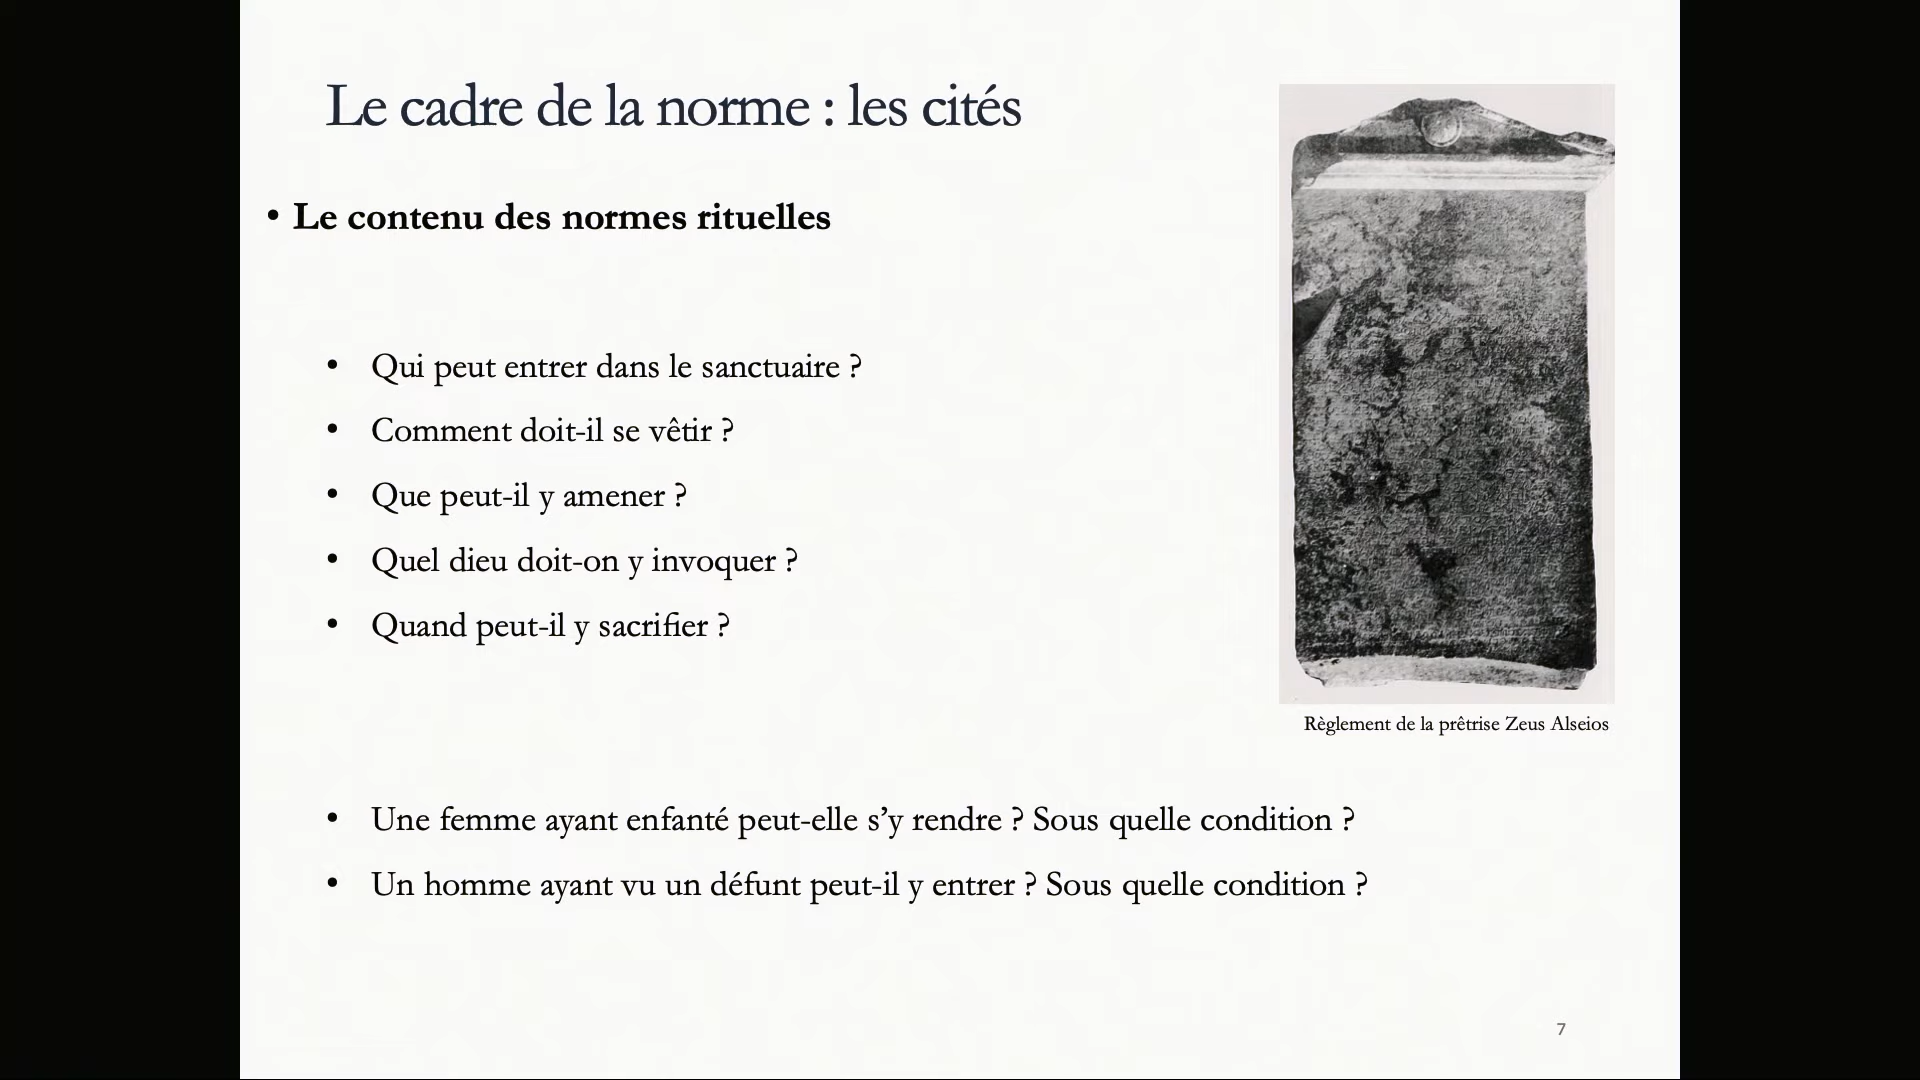 Le cadre de la norme : les cités
• Le contenu des normes rituelles
• Qui peut entrer dans le sanctuaire ?
• Comment doit-il se vêtir ?
• Que peut-il y amener ?
• Quel dieu doit-on y invoquer ?
• Quand peut-il y sacrifier ?
Règlement de la prêtrise Zeus Alseios
• Une femme ayant enfanté peut-elle s’y rendre ? Sous quelle condition ?
• Un homme ayant vu un défunt peut-il y entrer ? Sous quelle condition ?
7